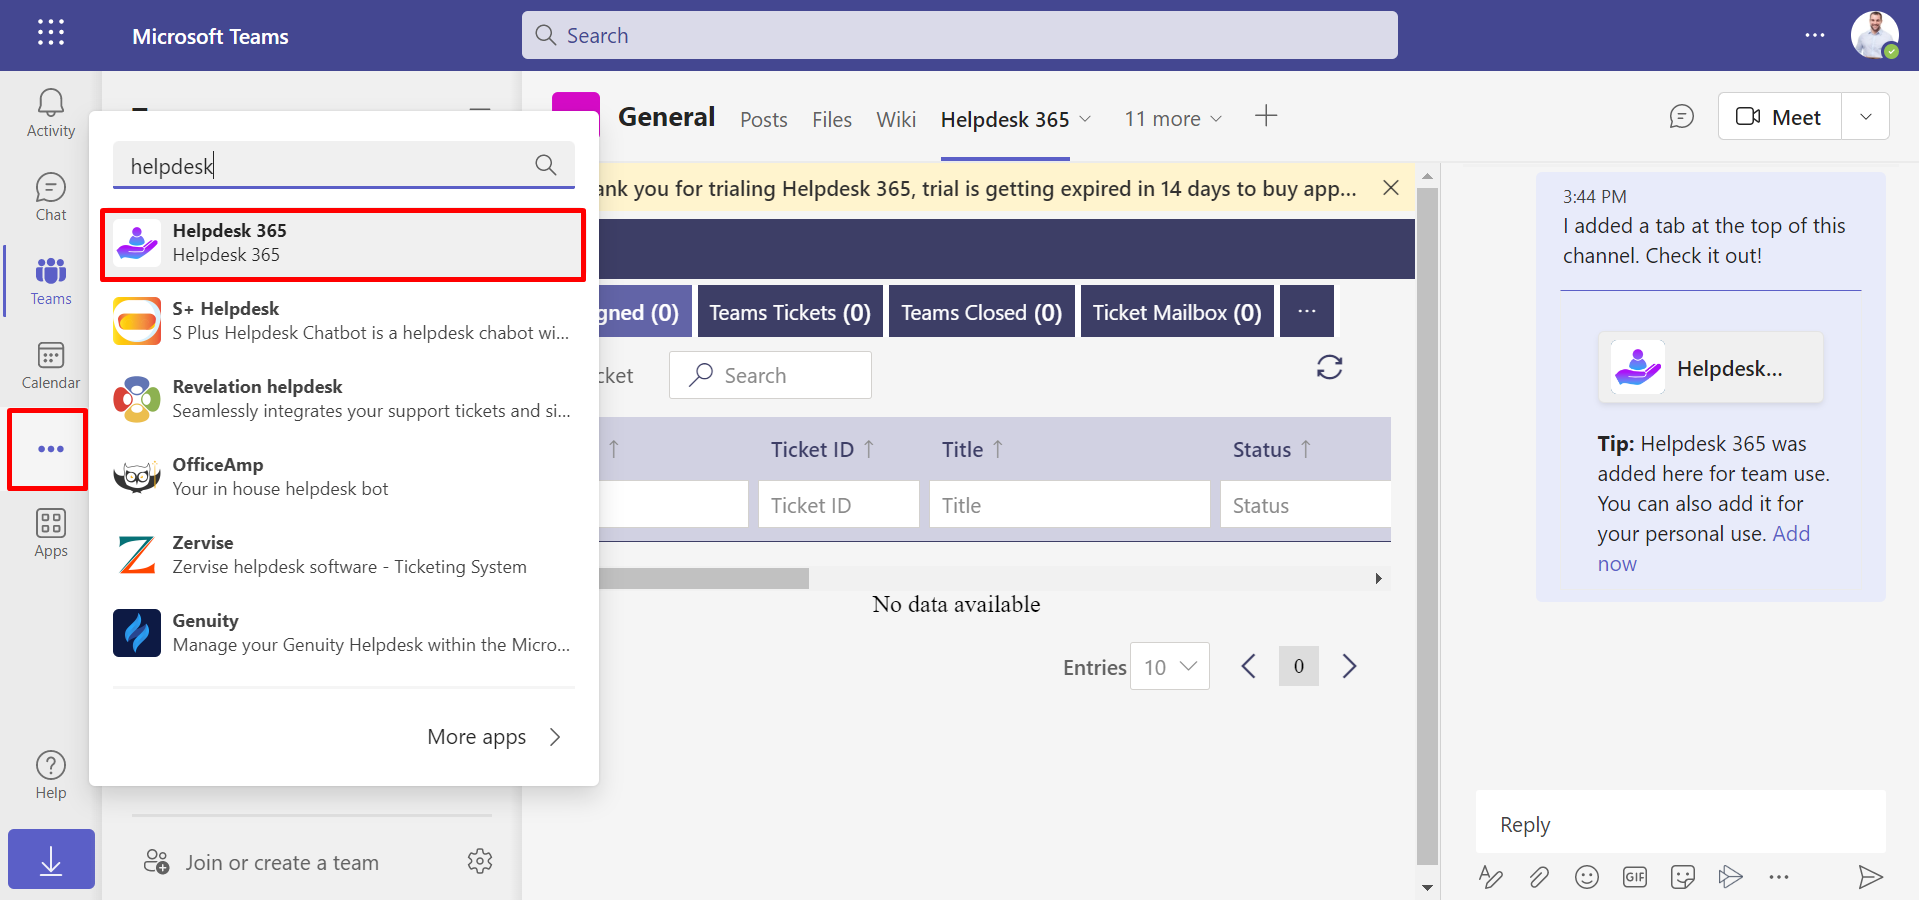 Microsoft Teams
Search
Activity
Chat
Teams
Calendar
Apps
Help
helpdesk
Helpdesk 365
Helpdesk 365
S+ Helpdesk
S Plus Helpdesk Chatbot is a helpdesk chabot wi...
Revelation helpdesk
Seamlessly integrates your support tickets and si...
OfficeAmp
Your in house helpdesk bot
Zervise
Zervise helpdesk software - Ticketing System
Genuity
Manage your Genuity Helpdesk within the Micro...
More apps
Join or create a team
General Posts Files Wiki Helpdesk 365 11 more
Meet
ank you for trialing Helpdesk 365, trial is getting expired in 14 days to buy app...
gned (0) Teams Tickets (0) Teams Closed (0) Ticket Mailbox (0) ...
cket Search
Ticket ID Title Status
Ticket ID Title Status
No data available
Entries 10 0
3:44 PM
I added a tab at the top of this
channel. Check it out!
Helpdesk...
Tip: Helpdesk 365 was
added here for team use.
You can also add it for
your personal use. Add
now
Reply
GIF